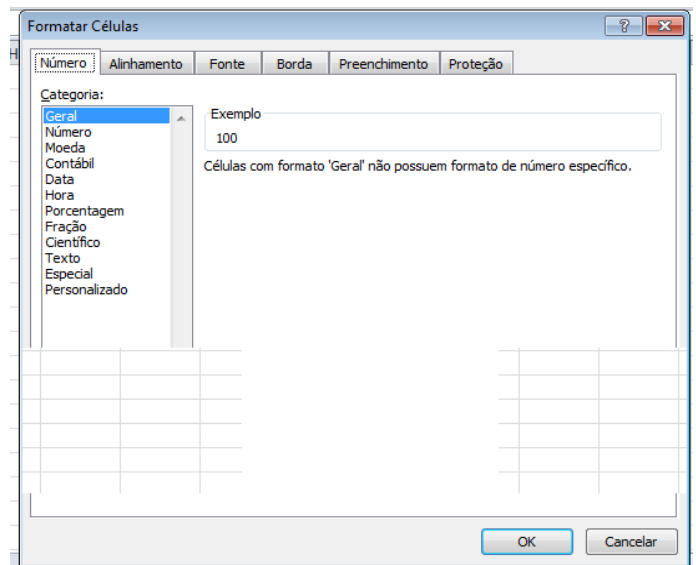 Formatar Células
H
Número Alinhamento Fonte Borda Preenchimento Proteção
Categoria:
Geral
Número
Moeda
Contábil
Data
Hora
Porcentagem
Fração
Científico
Texto
Especial
Personalizado
Exemplo
100
Células com formato 'Geral' não possuem formato de número específico.
OK Cancelar